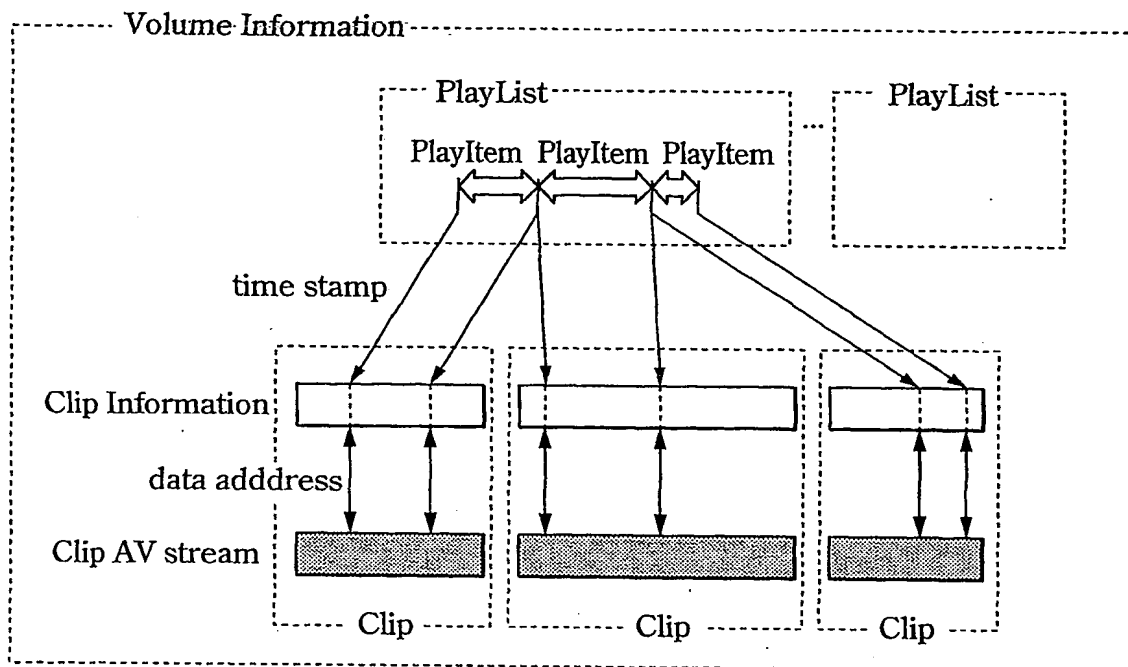 Volume Information
PlayList
PlayList
...
PlayItem PlayItem PlayItem
time stamp
Clip Information
data adddress
Clip AV stream
Clip
Clip
Clip